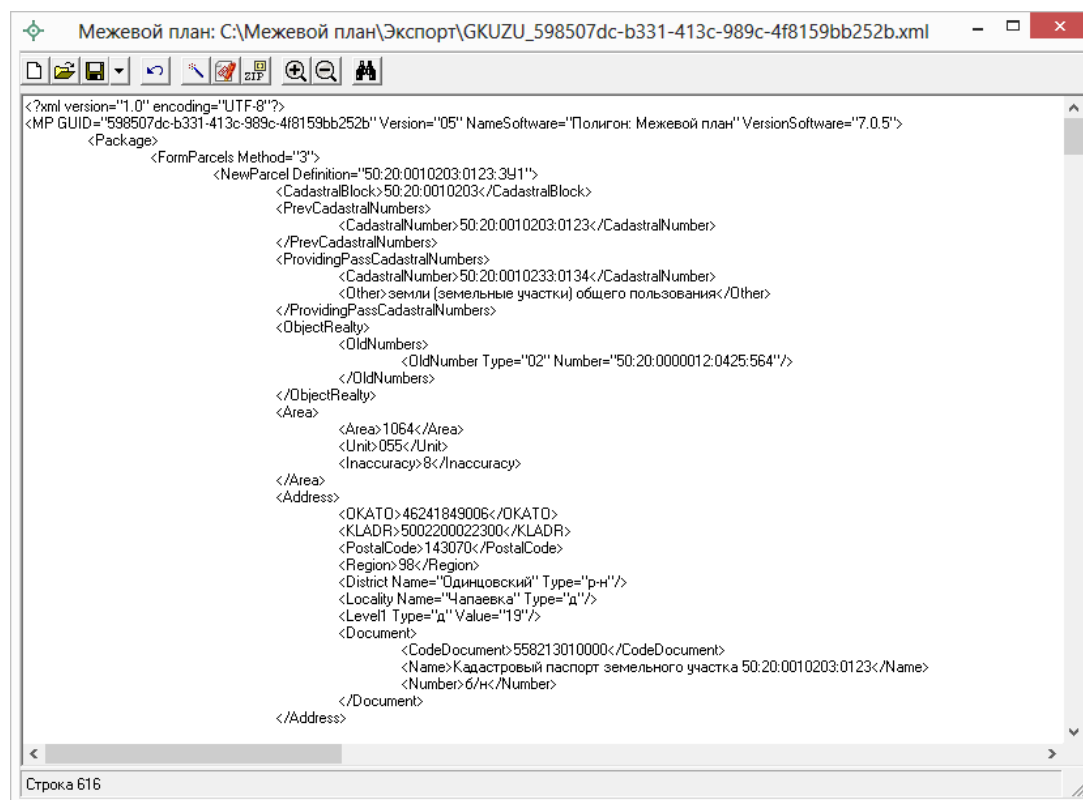 Межевой план: C:\Межевой план\Экспорт\GKUZU_598507dc-b331-413c-989c-4f8159bb252b.xml
ZIP
<?xml version="1.0" encoding="UTF-8"?>
<MP GUID="598507dc-b331-413c-989c-4f8159bb252b" Version="05" NameSoftware="Полигон: Межевой план" VersionSoftware="7.0.5">
<Package>
<FormParcels Method="3">
<NewParcel Definition="50:20:0010203:0123:ЗУ1">
<CadastralBlock>50:20:0010203</CadastralBlock>
<PrevCadastralNumbers>
<CadastralNumber>50:20:0010203:0123</CadastralNumber>
</PrevCadastralNumbers>
<ProvidingPassCadastralNumbers>
<CadastralNumber>50:20:0010233:0134</CadastralNumber>
<Other>земли (земельные участки) общего пользования</Other>
</ProvidingPassCadastralNumbers>
<ObjectRealty>
<OldNumbers>
<OldNumber Type="02" Number="50:20:0000012:0425:564"/>
</OldNumbers>
</ObjectRealty>
<Area>
<Area>1064</Area>
<Unit>055</Unit>
<Inaccuracy>8</Inaccuracy>
</Area>
<Address>
<OKATO>46241849006</OKATO>
<KLADR>5002200022300</KLADR>
<PostalCode>143070</PostalCode>
<Region>98</Region>
<District Name="Одинцовский" Type="р-н"/>
<Locality Name="Чапаевка" Type="д"/>
<Level1 Type="д" Value="19"/>
<Document>
<CodeDocument>558213010000</CodeDocument>
<Name>Кадастровый паспорт земельного участка 50:20:0010203:0123</Name>
<Number>б/н</Number>
</Document>
</Address>
Строка 616